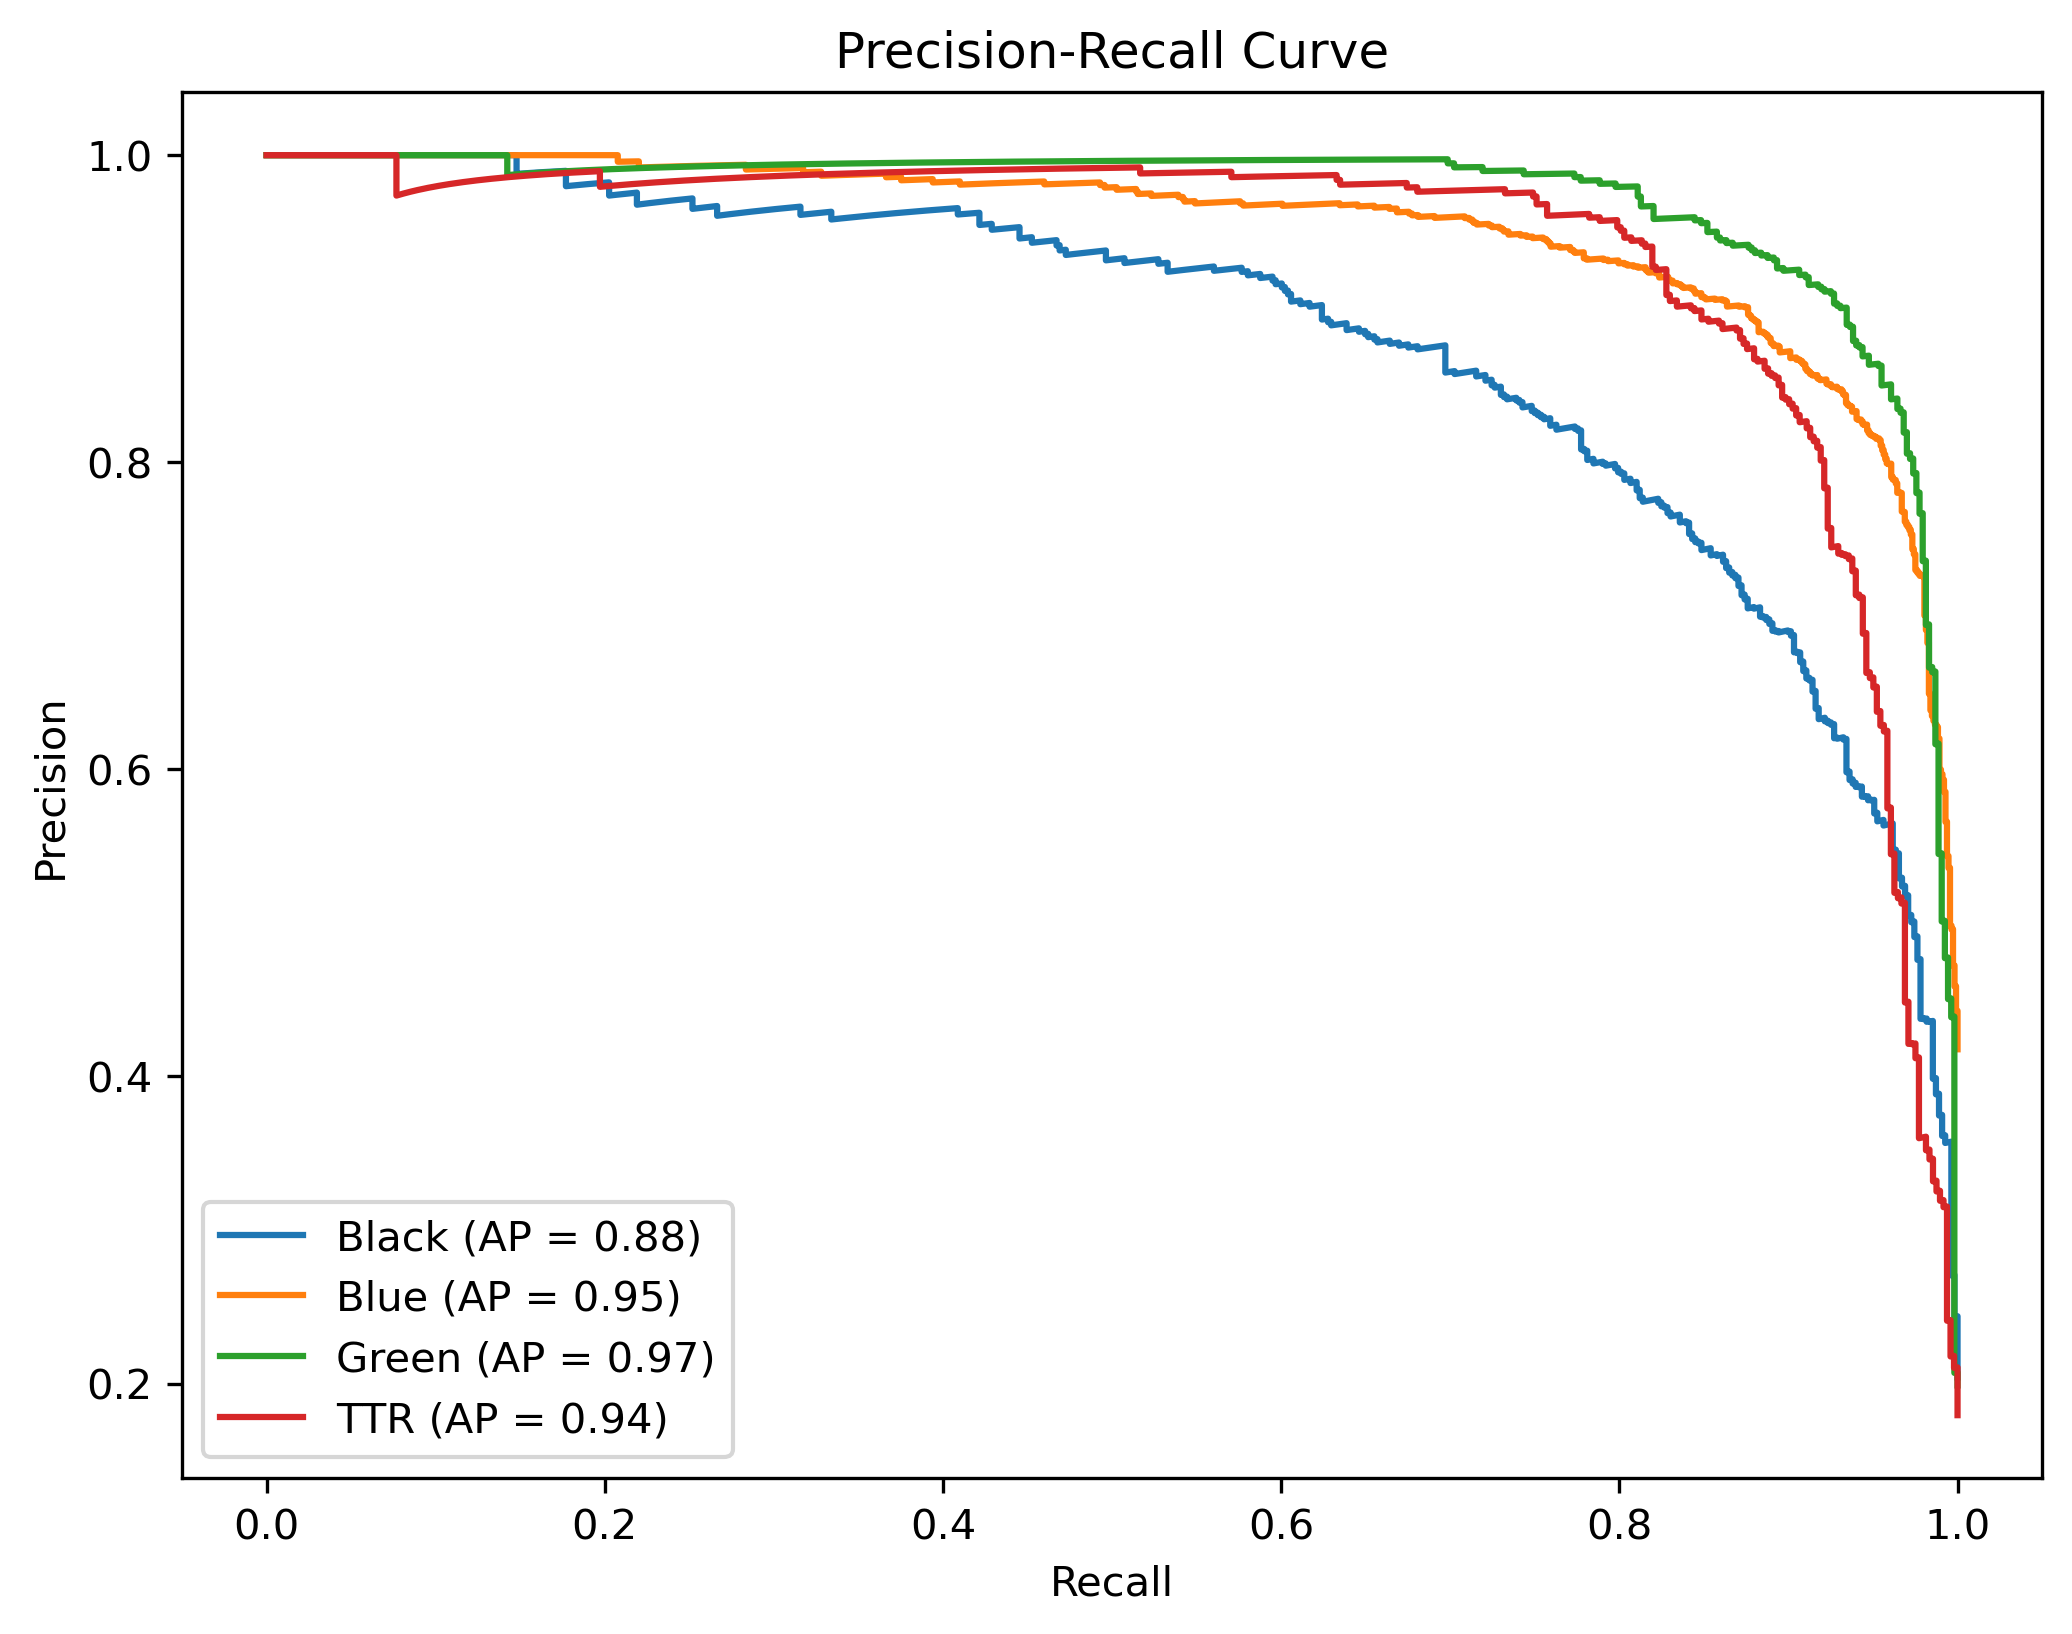 Precision-Recall Curve
1.0
0.8
0.6
0.4
0.2
Precision
Black (AP = 0.88)
Blue (AP = 0.95)
Green (AP = 0.97)
TTR (AP = 0.94)
0.0 0.2 0.4 0.6 0.8 1.0
Recall